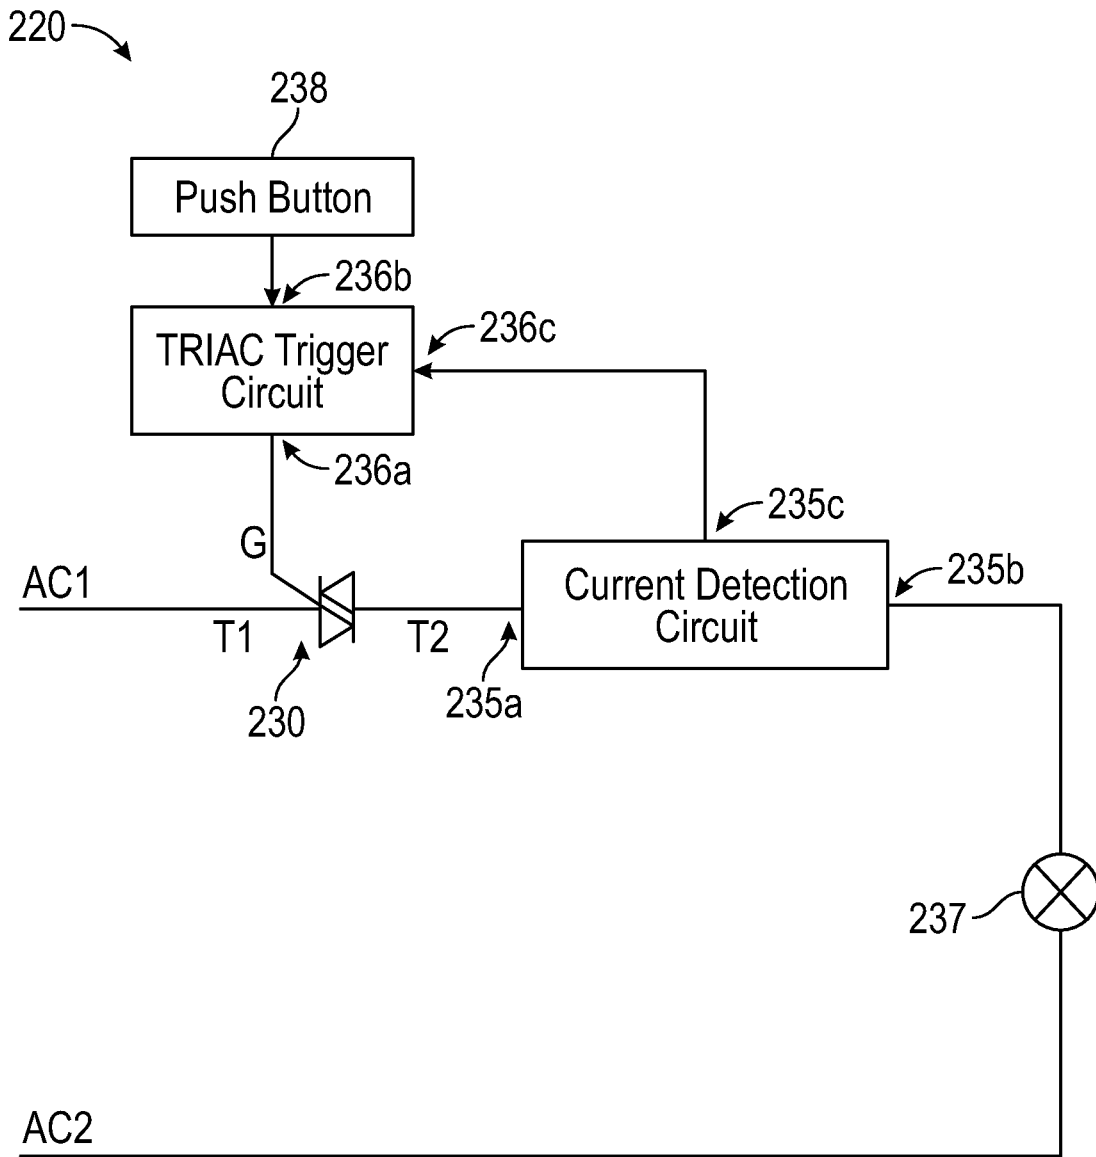 220
238
Push Button
236b
TRIAC Trigger
Circuit
236c
236a
235c
G
AC1
Current Detection
Circuit
235b
T1
T2
230
235a
237
AC2